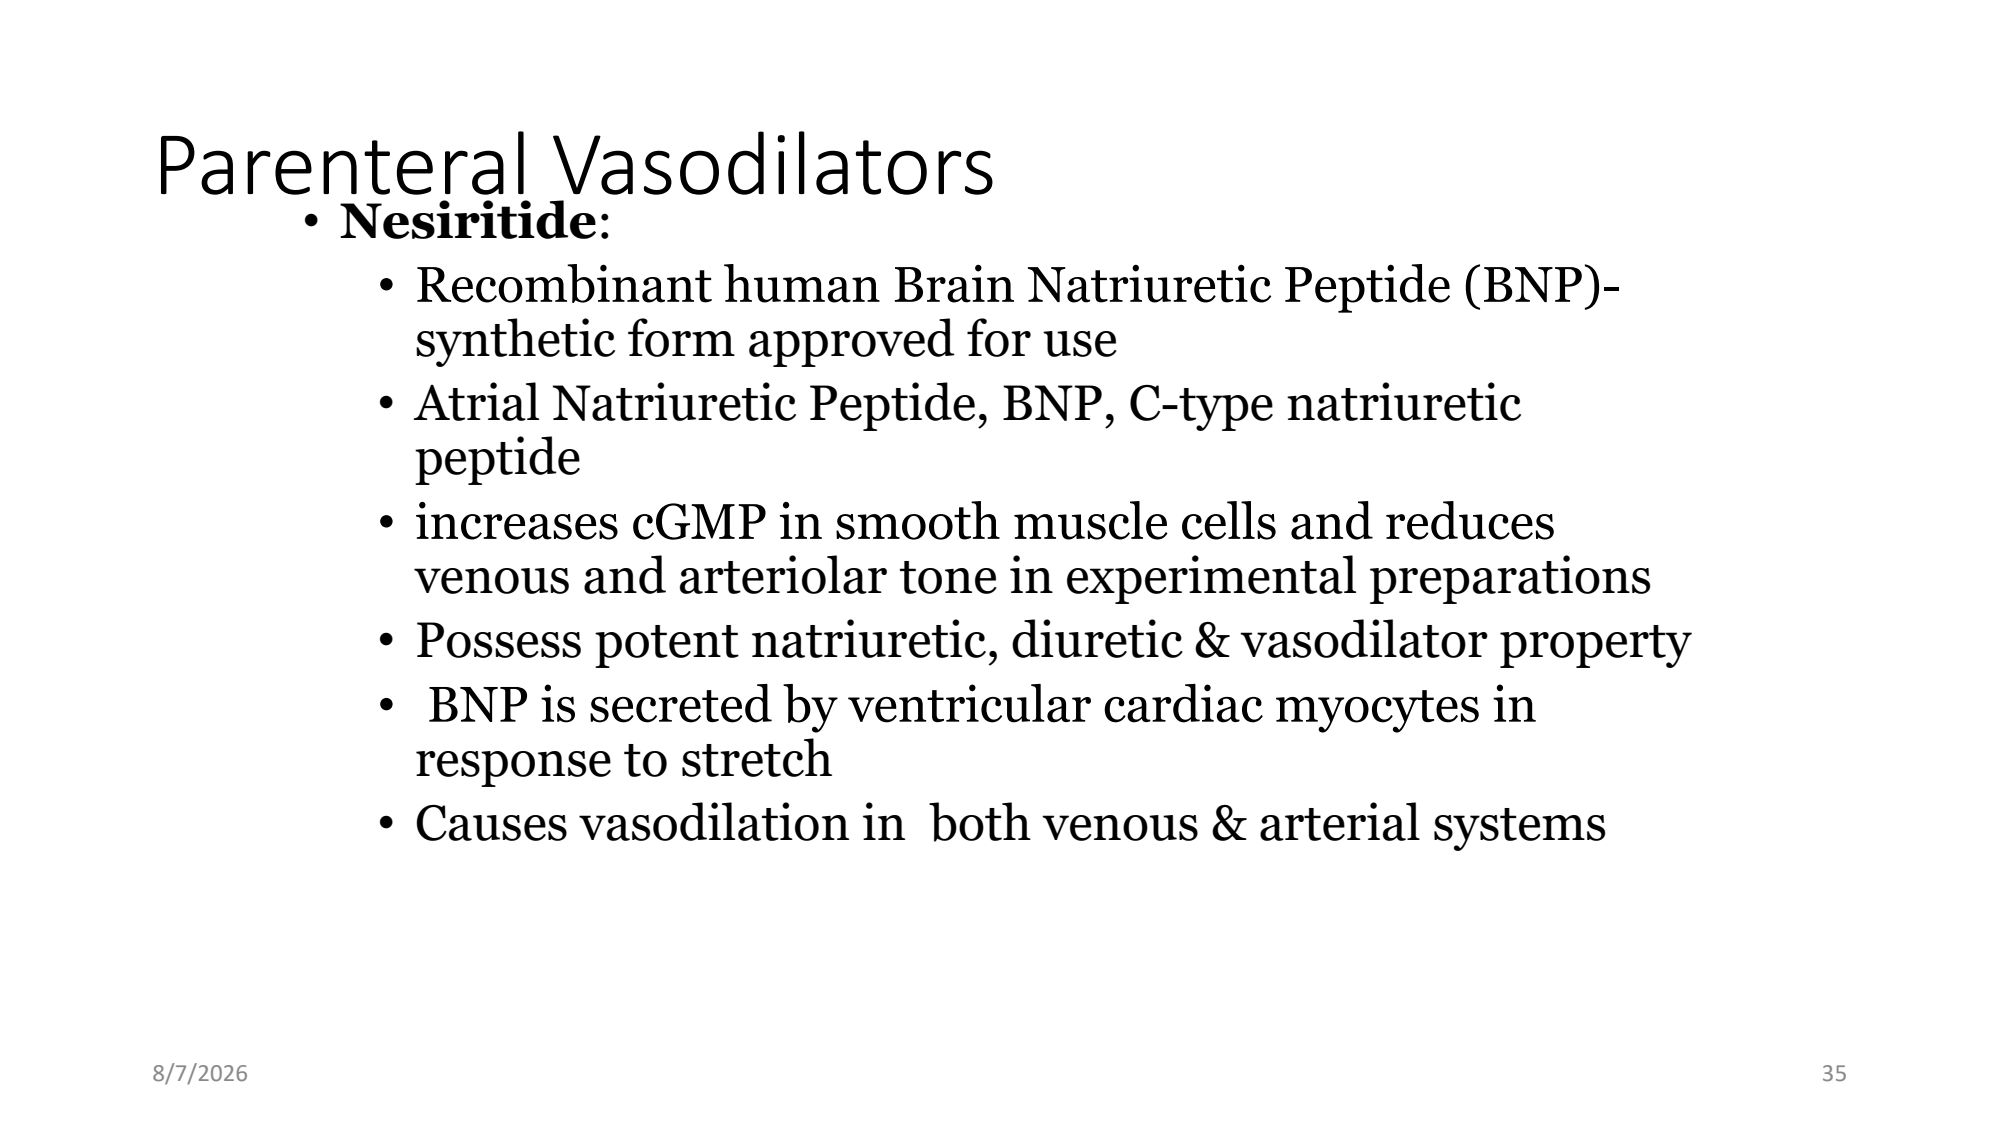 Parenteral Vasodilators
• Nesiritide:
• Recombinant human Brain Natriuretic Peptide (BNP)-
synthetic form approved for use
• Atrial Natriuretic Peptide, BNP, C-type natriuretic
peptide
• increases cGMP in smooth muscle cells and reduces
venous and arteriolar tone in experimental preparations
• Possess potent natriuretic, diuretic & vasodilator property
• BNP is secreted by ventricular cardiac myocytes in
response to stretch
• Causes vasodilation in  both venous & arterial systems
8/7/2026
35